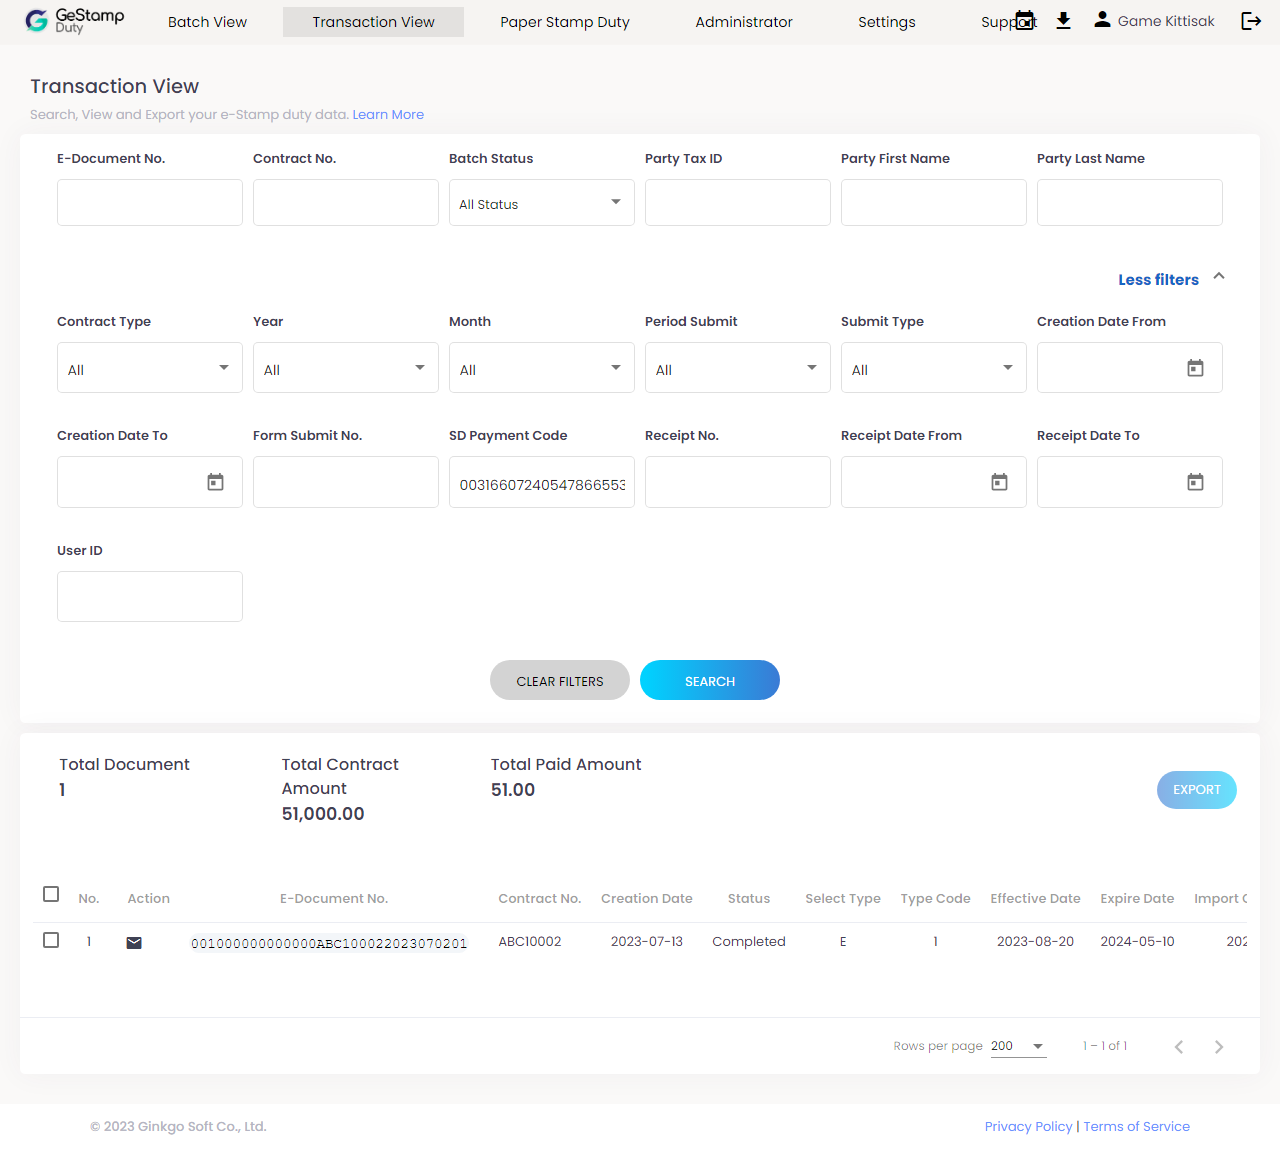 GeStamp
Duty
Batch View
Transaction View
Paper Stamp Duty
Administrator
Settings
Support
Game Kittisak
Transaction View
Search, View and Export your e-Stamp duty data. Learn More
E-Document No.
Contract No.
Batch Status
Party Tax ID
Party First Name
Party Last Name
All Status
Less filters
Contract Type
Year
Month
Period Submit
Submit Type
Creation Date From
All
All
All
All
All
Creation Date To
Form Submit No.
SD Payment Code
Receipt No.
Receipt Date From
Receipt Date To
00316607240547866553
User ID
CLEAR FILTERS
SEARCH
Total Document
1
Total Contract
Amount
51,000.00
Total Paid Amount
51.00
EXPORT
No.
Action
E-Document No.
Contract No.
Creation Date
Status
Select Type
Type Code
Effective Date
Expire Date
Import
1
001000000000000ABC100022023070201
ABC10002
2023-07-13
Completed
E
1
2023-08-20
2024-05-10
202
Rows per page
200
1 – 1 of 1
© 2023 Ginkgo Soft Co., Ltd.
Privacy Policy | Terms of Service